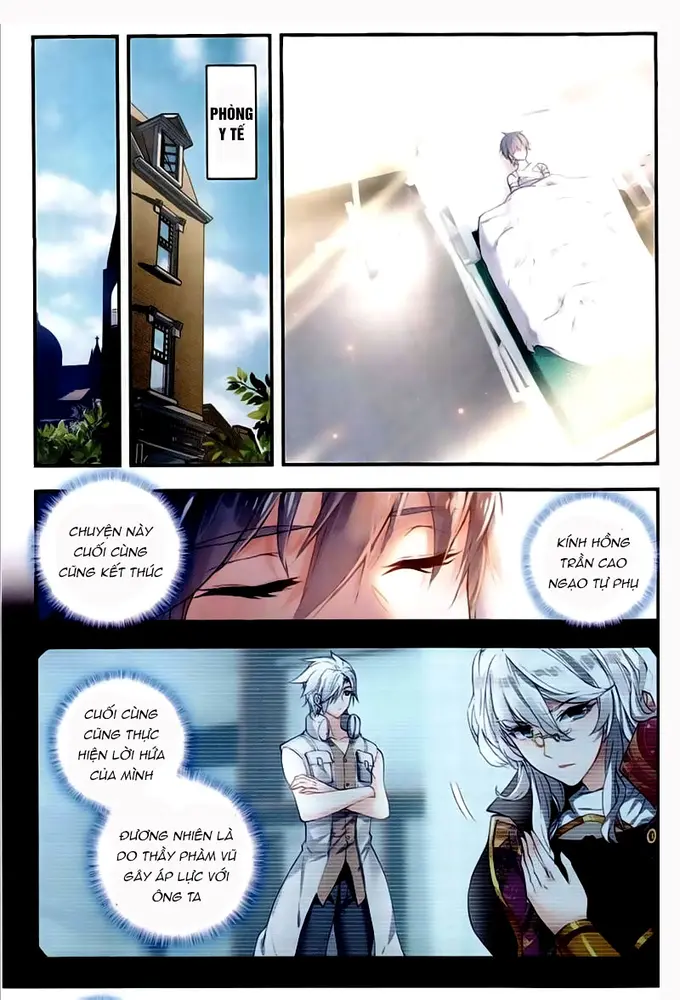 PHÒNG
Y TẾ
CHUYỆN NÀY
CUỐI CÙNG
CŨNG KẾT THÚC
KÍNH HỒNG
TRẦN CAO
NGẠO TỰ PHỤ
CUỐI CÙNG
CŨNG THỰC
HIỆN LỜI HỨA
CỦA MÌNH
ĐƯƠNG NHIÊN LÀ
DO THẦY PHÀM VŨ
GÂY ÁP LỰC VỚI
ÔNG TA